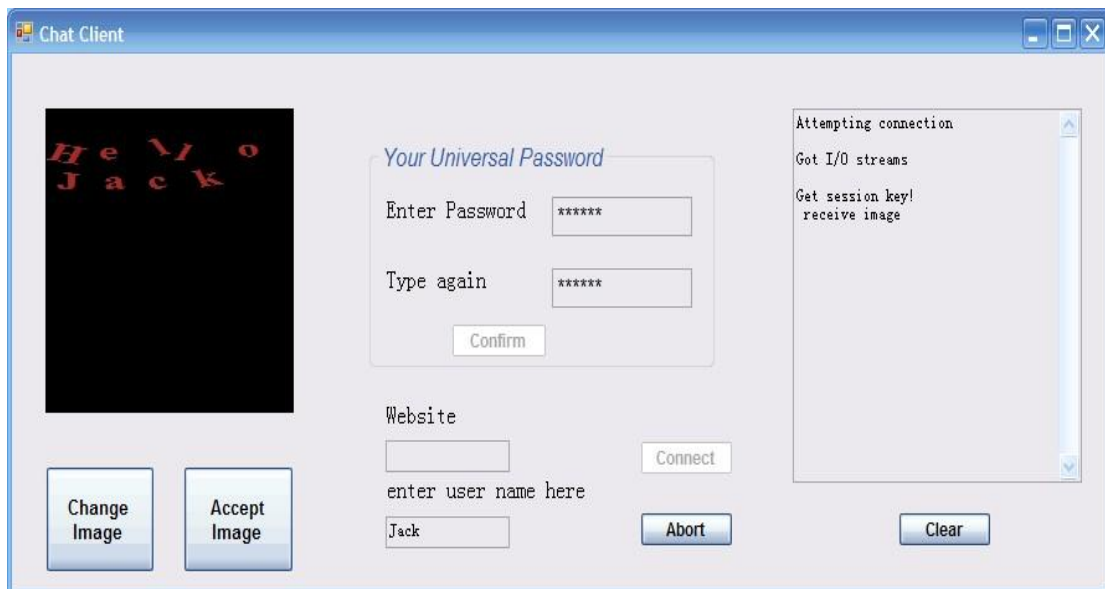 Chat Client
Hello
Jack
Change
Image
Accept
Image
Your Universal Password
Enter Password
******
Type again
******
Confirm
Website
Connect
enter user name here
Jack
Abort
Attempting connection
Got I/O streams
Get session key!
receive image
Clear